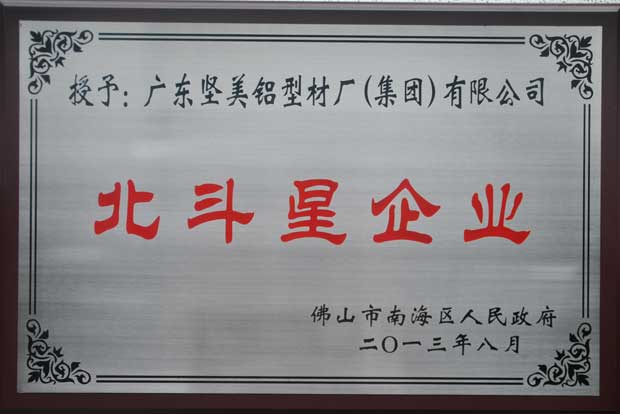 授予：广东坚美铝型材厂（集团）有限公司
北斗星企业
佛山市南海区人民政府
二〇一三年八月